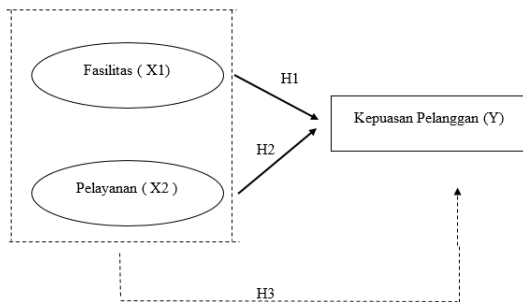 Fasilitas ( X1)
H1
Kepuasan Pelanggan (Y)
H2
Pelayanan ( X2 )
H3